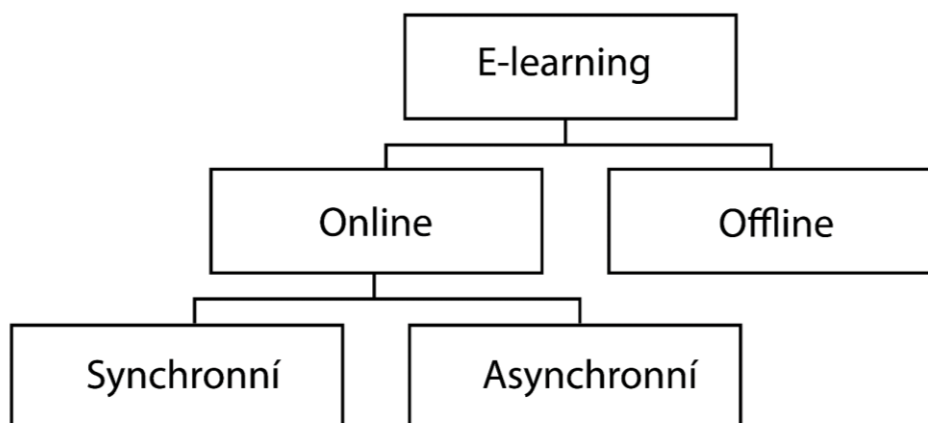 E-learning
Online
Offline
Synchronní
Asynchronní